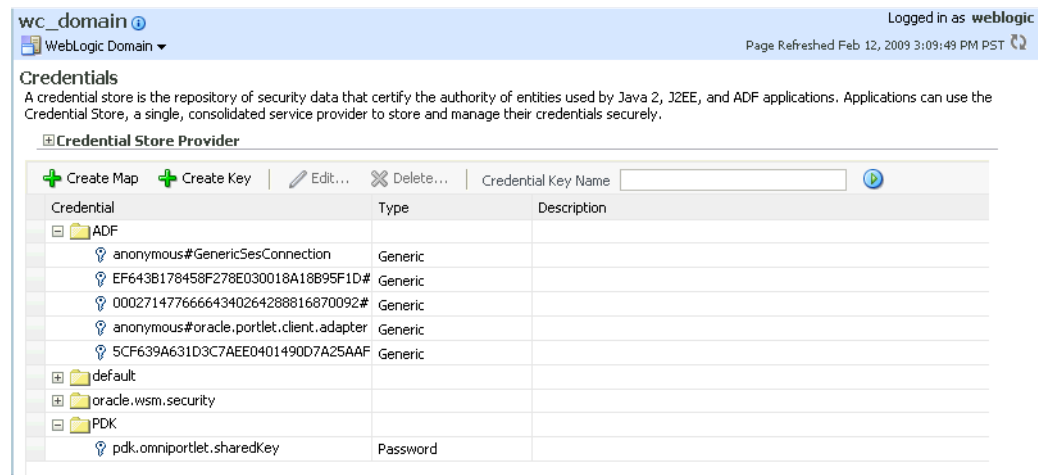 wc_domain
Logged in as weblogic
WebLogic Domain
Page Refreshed Feb 12, 2009 3:09:49 PM PST
Credentials
A credential store is the repository of security data that certify the authority of entities used by Java 2, J2EE, and ADF applications. Applications can use the
Credential Store, a single, consolidated service provider to store and manage their credentials securely.
Credential Store Provider
Create Map Create Key Edit... Delete... Credential Key Name
Credential Type Description
ADF
anonymous#GenericSesConnection Generic
EF643B178458F278E030018A18B95F1D# Generic
00027147766664340264288816870092# Generic
anonymous#oracle.portlet.client.adapter Generic
5CF639A631D3C7AEE0401490D7A25AAF Generic
default
oracle.wsm.security
PDK
pdk.omniportlet.sharedKey Password